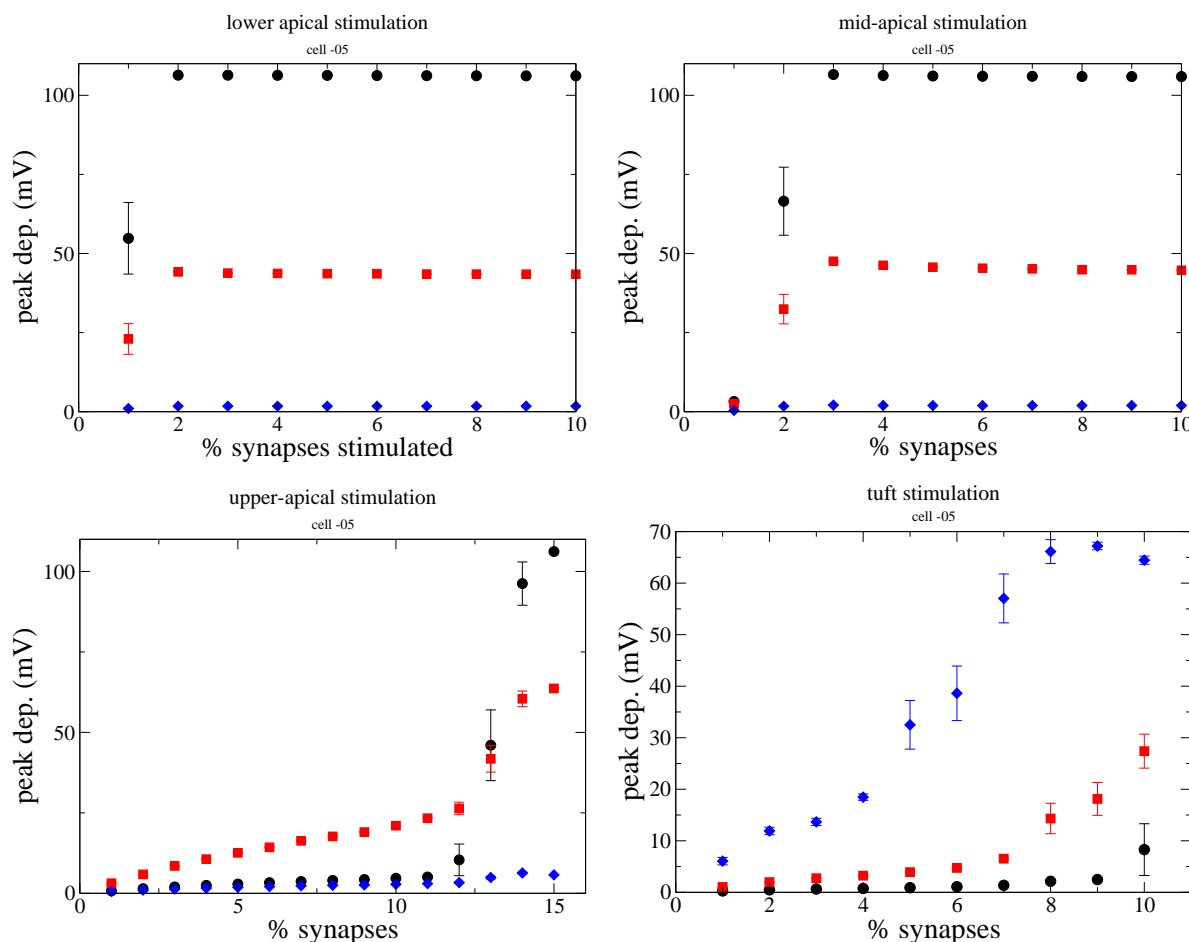 lower apical stimulation
cell -05
100
50
0
0 2 4 6 8 10
peak dep. (mV)
% synapses stimulated
mid-apical stimulation
cell -05
100
50
0
0 2 4 6 8 10
peak dep. (mV)
% synapses
upper-apical stimulation
cell -05
100
50
0
0 5 10 15
peak dep. (mV)
% synapses
tuft stimulation
cell -05
70
60
50
40
30
20
10
0
0 2 4 6 8 10
peak dep. (mV)
% synapses